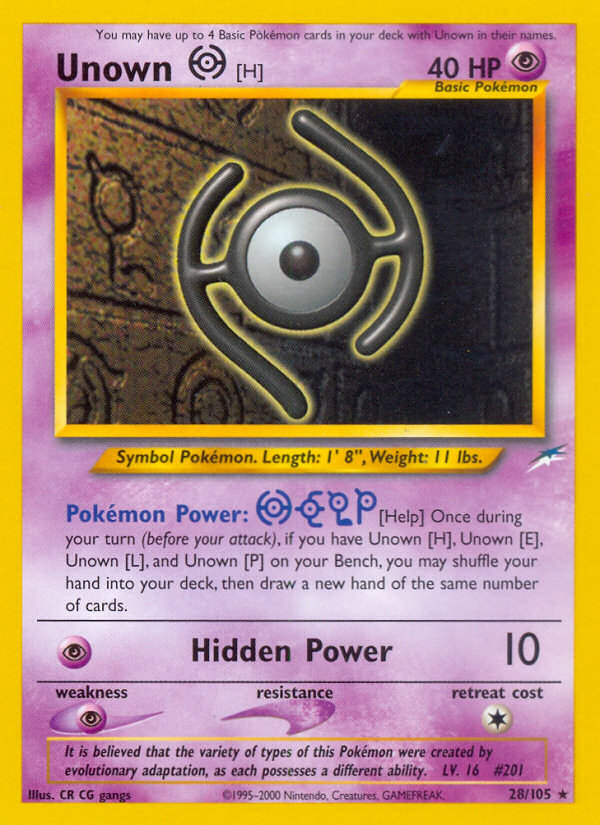 You may have up to 4 Basic Pokémon cards in your deck with Unown in their names.
Unown [H] 40 HP
Basic Pokémon
Symbol Pokémon. Length: 1' 8", Weight: 11 lbs.
Pokémon Power: HELP [Help] Once during
your turn (before your attack), if you have Unown [H], Unown [E],
Unown [L], and Unown [P] on your Bench, you may shuffle your
hand into your deck, then draw a new hand of the same number
of cards.
Hidden Power 10
weakness resistance retreat cost
It is believed that the variety of types of this Pokémon were created by
evolutionary adaptation, as each possesses a different ability. LV. 16 #201
Illus. CR CG gangs ©1995-2000 Nintendo, Creatures, GAMEFREAK. 28/105 ★